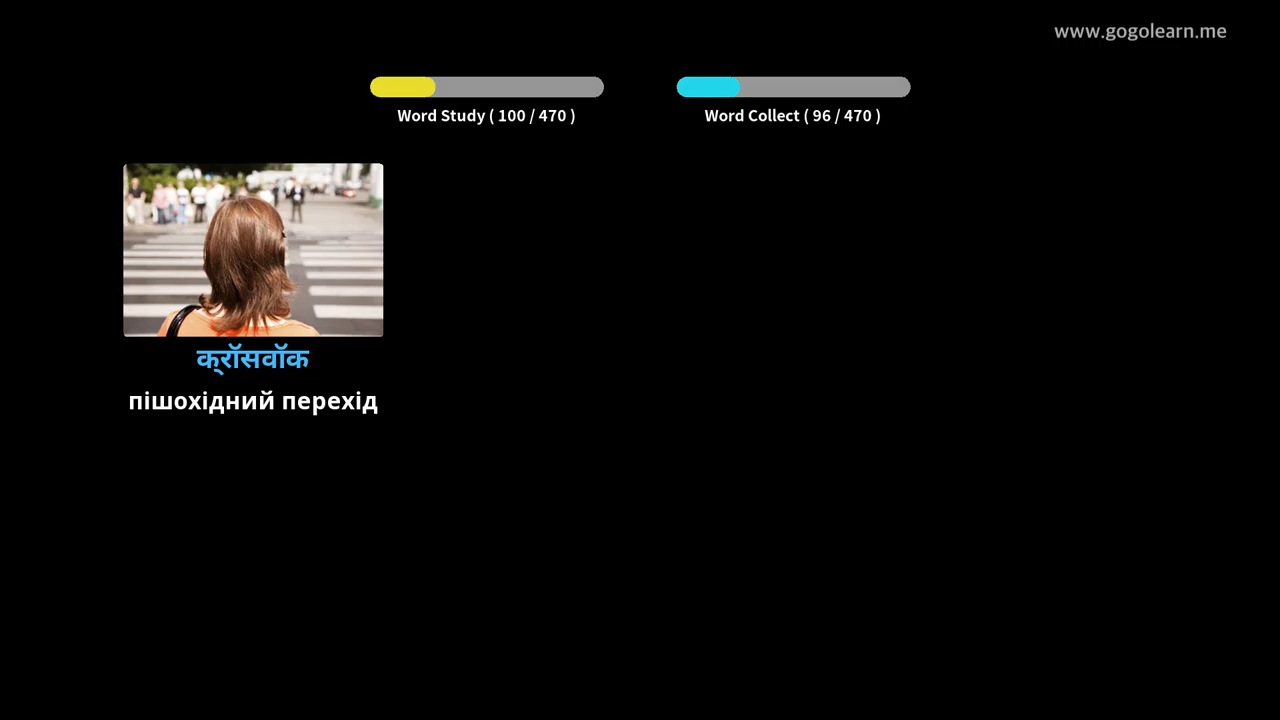 www.gogolearn.me
Word Study ( 100 / 470 )
Word Collect ( 96 / 470 )
क्रॉसवॉक
пішохідний перехід